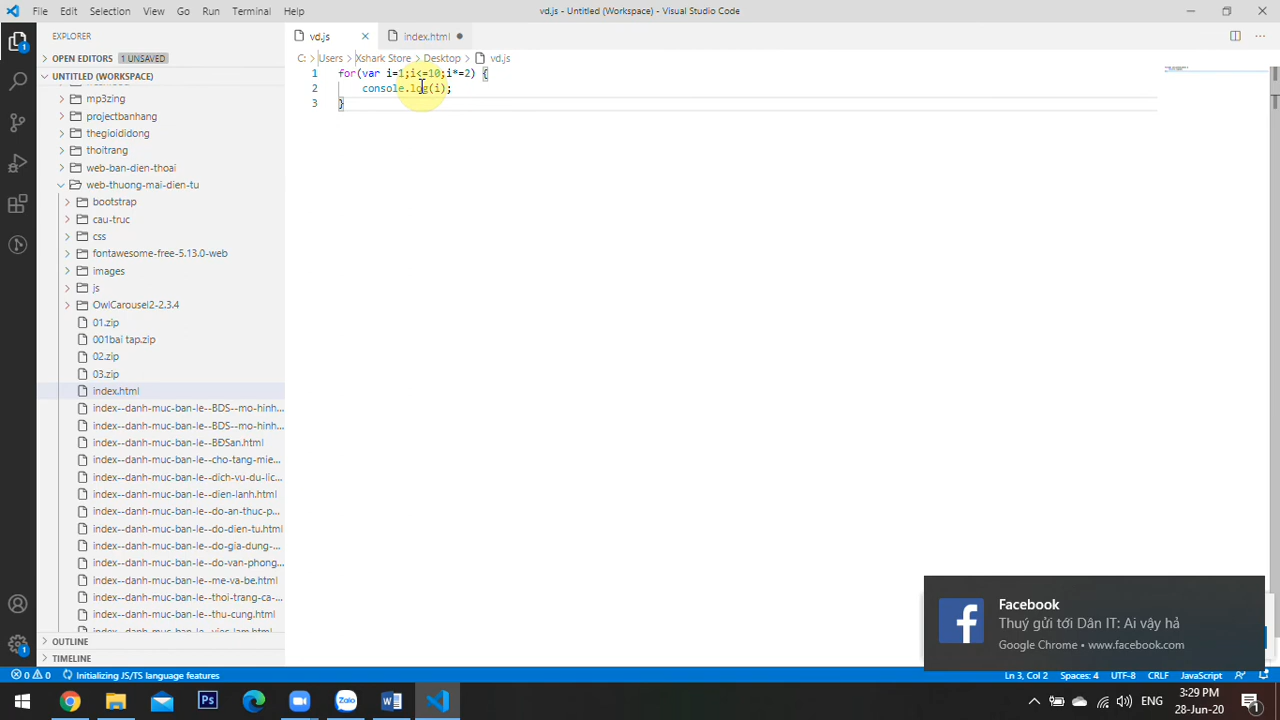 File Edit Selection View Go Run Terminal Help
vd.js - Untitled (Workspace) - Visual Studio Code
EXPLORER
OPEN EDITORS 1 UNSAVED
UNTITLED (WORKSPACE)
mp3zing
projectbanhang
thegioididong
thoitrang
web-ban-dien-thoai
web-thuong-mai-dien-tu
bootstrap
cau-truc
css
fontawesome-free-5.13.0-web
images
js
OwlCarousel2-2.3.4
01.zip
001bai tap.zip
02.zip
03.zip
index.html
index--danh-muc-ban-le--BDS--mo-hinh...
index--danh-muc-ban-le--BDS--mo-hinh...
index--danh-muc-ban-le--BĐSan.html
index--danh-muc-ban-le--cho-tang-mie...
index--danh-muc-ban-le--dich-vu-du-lic...
index--danh-muc-ban-le--dien-lanh.html
index--danh-muc-ban-le--do-an-thuc-p...
index--danh-muc-ban-le--do-dien-tu.html
index--danh-muc-ban-le--do-gia-dung-...
index--danh-muc-ban-le--do-van-phong...
index--danh-muc-ban-le--me-va-be.html
index--danh-muc-ban-le--thoi-trang-ca-...
index--danh-muc-ban-le--thu-cung.html
OUTLINE
TIMELINE
vd.js
index.html
C: > Users > Xshark Store > Desktop > vd.js
1 for(var i=1;i<=10;i*=2) {
2 console.log(i);
3 }
Facebook
Thuý gửi tới Dân IT: Ai vậy hả
Google Chrome • www.facebook.com
0 0 Initializing JS/TS language features
Ln 3, Col 2 Spaces: 4 UTF-8 CRLF JavaScript
ENG
3:29 PM
28-Jun-20